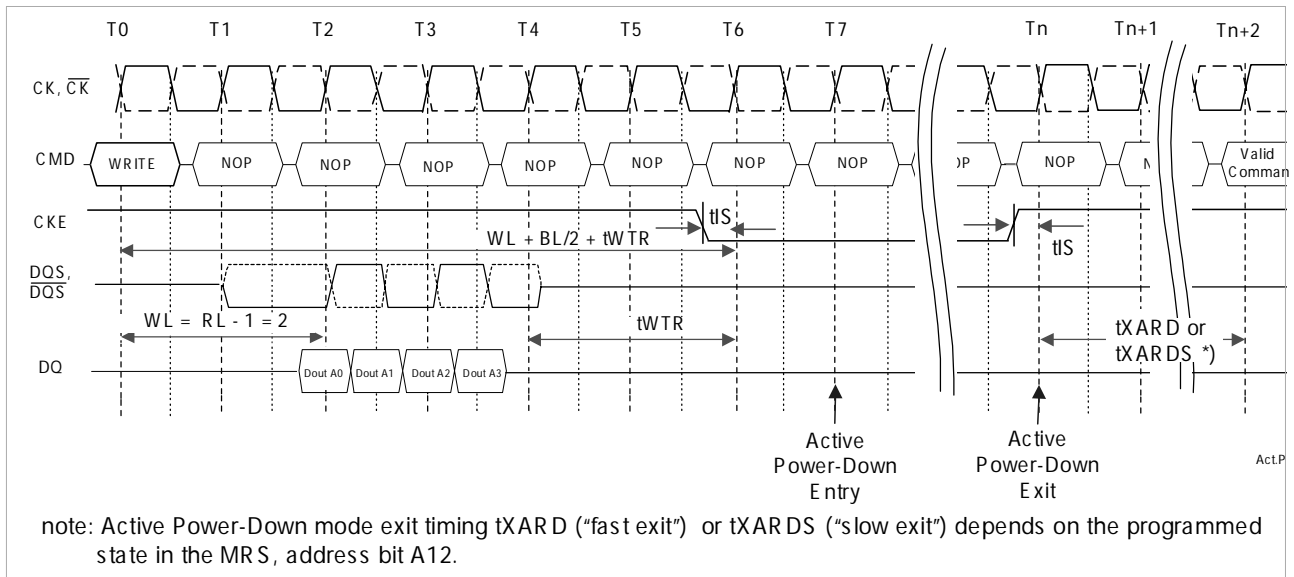 T0 T1 T2 T3 T4 T5 T6 T7 Tn Tn+1 Tn+2
CK, CK
CMD WRITE NOP NOP NOP NOP NOP NOP NOP OP NOP N Valid
Comman
CKE tIS
WL + BL/2 + tWTR tIS
DQS,
DQS
WL = RL - 1 = 2 tWTR tXARD or
tXARDS *)
DQ Dout A0 Dout A1 Dout A2 Dout A3
Active
Power-Down
Entry
Active
Power-Down
Exit
Act.P
note: Active Power-Down mode exit timing tXARD ("fast exit") or tXARDS ("slow exit") depends on the programmed
state in the MRS, address bit A12.